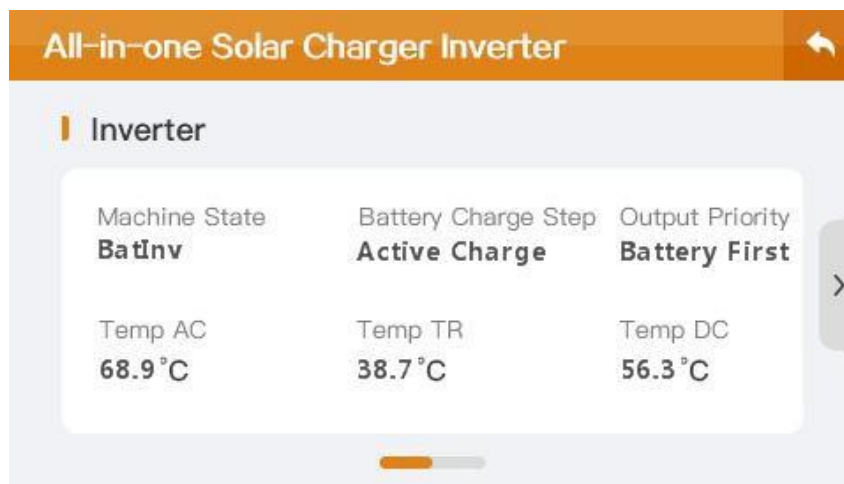 All-in-one Solar Charger Inverter
Inverter
Machine State Battery Charge Step Output Priority
BatInv Active Charge Battery First
Temp AC Temp TR Temp DC
68.9°C 38.7°C 56.3°C